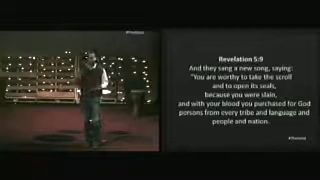 Revelation 5:9
And they sang a new song, saying:
"You are worthy to take the scroll
and to open its seals,
because you were slain,
and with your blood you purchased for God
persons from every tribe and language and
people and nation.